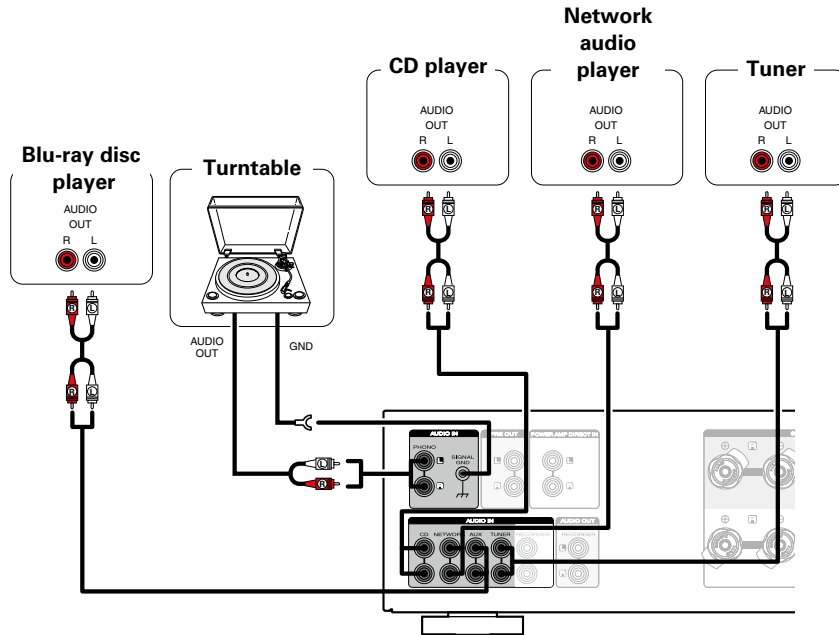 Network
audio
player
CD player
Tuner
AUDIO
OUT
R L
AUDIO
OUT
R L
AUDIO
OUT
R L
Blu-ray disc
player
Turntable
AUDIO
OUT
R L
R L
R L
R L
R L
R L
R L
R L
R L
AUDIO
OUT
GND
L
R
AUDIO IN
PRE OUT
POWER AMP DIRECT IN
PHONO
SIGNAL
GND
L
R
AUDIO IN
AUDIO OUT
CD NETWORK AUX TUNER RECORDER
RECORDER